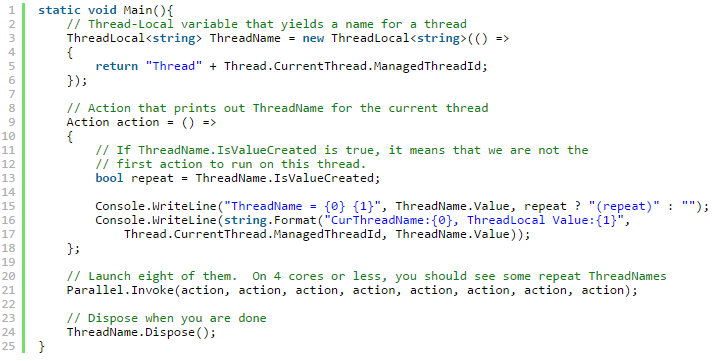 1 static void Main(){
2     // Thread-Local variable that yields a name for a thread
3     ThreadLocal<string> ThreadName = new ThreadLocal<string>(() =>
4     {
5         return "Thread" + Thread.CurrentThread.ManagedThreadId;
6     });
7
8     // Action that prints out ThreadName for the current thread
9     Action action = () =>
10     {
11         // If ThreadName.IsValueCreated is true, it means that we are not the
12         // first action to run on this thread.
13         bool repeat = ThreadName.IsValueCreated;
14
15         Console.WriteLine("ThreadName = {0} {1}", ThreadName.Value, repeat ? "(repeat)" : "");
16         Console.WriteLine(string.Format("CurThreadName:{0}, ThreadLocal Value:{1}",
17             Thread.CurrentThread.ManagedThreadId, ThreadName.Value));
18     };
19
20     // Launch eight of them.  On 4 cores or less, you should see some repeat ThreadNames
21     Parallel.Invoke(action, action, action, action, action, action, action, action);
22
23     // Dispose when you are done
24     ThreadName.Dispose();
25 }